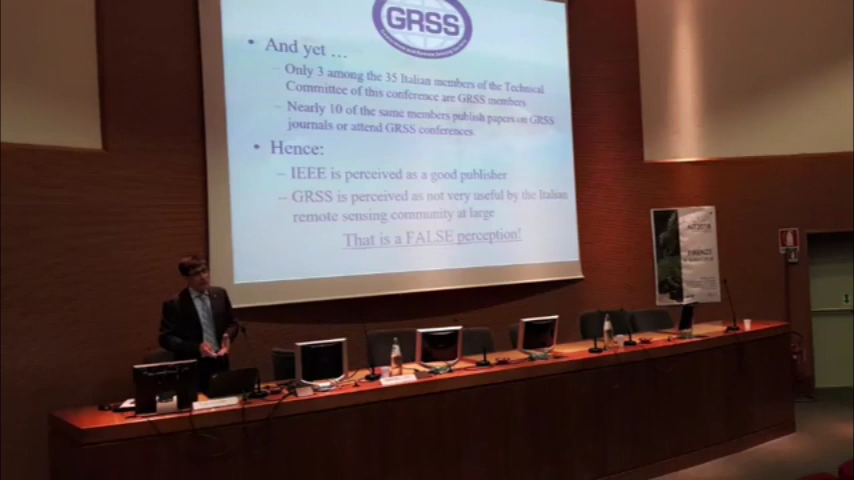 GRSS
• And yet ...
– Only 3 among the 35 Italian members of the Technical
Committee of this conference are GRSS members
– Nearly 10 of the same members publish papers on GRSS
journals or attend GRSS conferences
• Hence:
– IEEE is perceived as a good publisher
– GRSS is perceived as not very useful by the Italian
remote sensing community at large
That is a FALSE perception!
FIRENZE